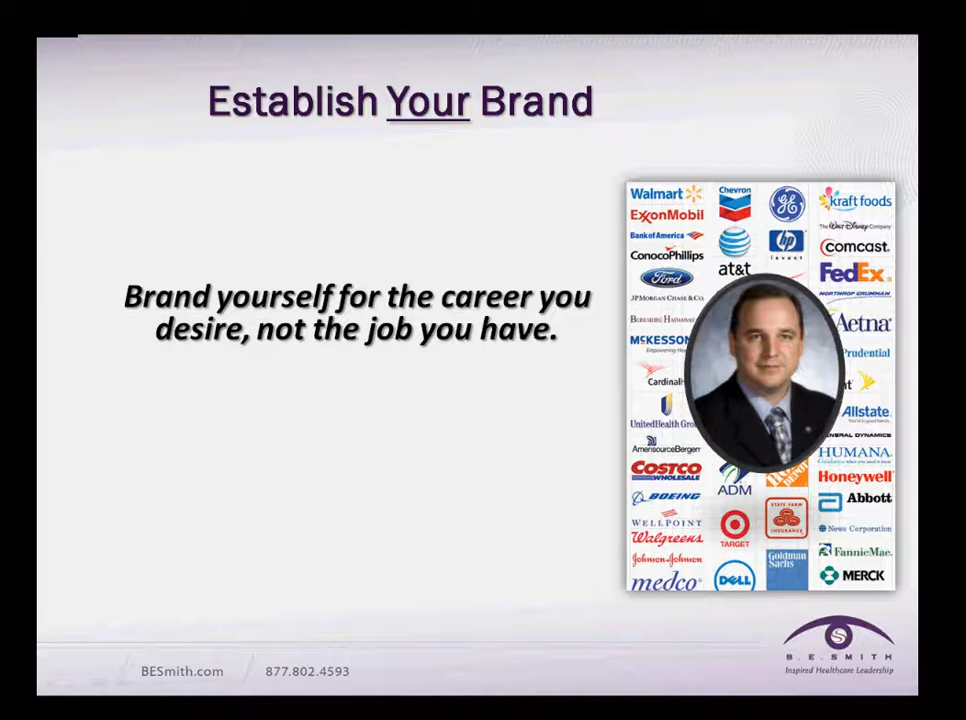 Establish Your Brand
Brand yourself for the career you
desire, not the job you have.
Walmart
ExxonMobil
Bank of America
ConocoPhillips
Ford
JPMORGAN CHASE & CO.
BERKSHIRE HATHAWAY
MCKESSON
Cardinal
UnitedHealth Gro
AmerisourceBergen
COSTCO
WHOLESALE
BOEING
WELLPOINT
Walgreens
Johnson & Johnson
medco
Chevron
at&t
ADM
TARGET
DELL
GE
hp
invent
STATE FARM
INSURANCE
Goldman
Sachs
kraft foods
The WALT DISNEY Company
COMCAST
FedEx
NORTHROP GRUMMAN
Aetna
Prudential
Allstate
GENERAL DYNAMICS
HUMANA
Honeywell
Abbott
News Corporation
FannieMae
MERCK
BESmith.com
877.802.4593
B.E.SMITH
Inspired Healthcare Leadership